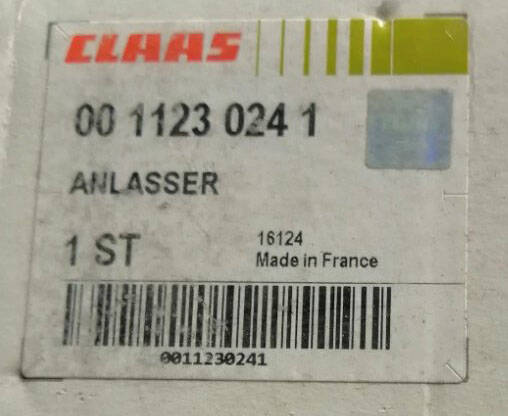 CLAAS
00 1123 024 1
ANLASSER
1 ST
16124
Made in France
0011230241